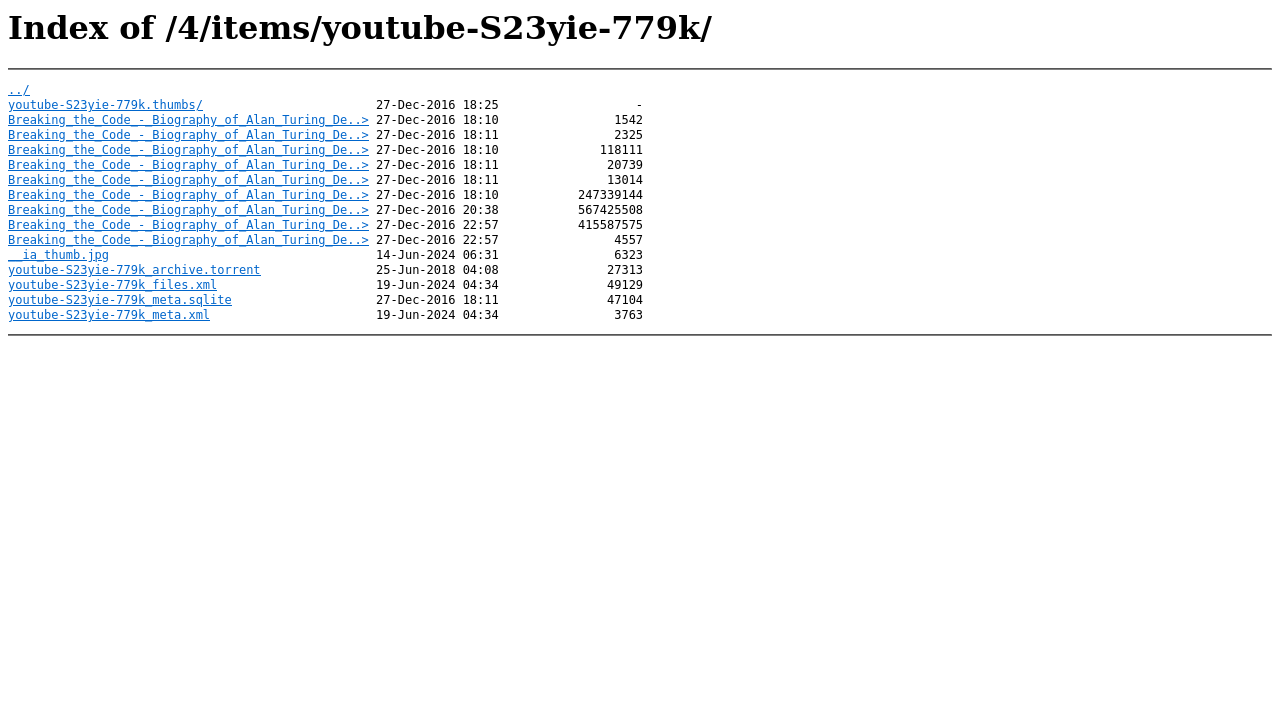 Index of /4/items/youtube-S23yie-779k/
../
youtube-S23yie-779k.thumbs/ 27-Dec-2016 18:25 -
Breaking_the_Code_-_Biography_of_Alan_Turing_De..> 27-Dec-2016 18:10 1542
Breaking_the_Code_-_Biography_of_Alan_Turing_De..> 27-Dec-2016 18:11 2325
Breaking_the_Code_-_Biography_of_Alan_Turing_De..> 27-Dec-2016 18:10 118111
Breaking_the_Code_-_Biography_of_Alan_Turing_De..> 27-Dec-2016 18:11 20739
Breaking_the_Code_-_Biography_of_Alan_Turing_De..> 27-Dec-2016 18:11 13014
Breaking_the_Code_-_Biography_of_Alan_Turing_De..> 27-Dec-2016 18:10 247339144
Breaking_the_Code_-_Biography_of_Alan_Turing_De..> 27-Dec-2016 20:38 567425508
Breaking_the_Code_-_Biography_of_Alan_Turing_De..> 27-Dec-2016 22:57 415587575
Breaking_the_Code_-_Biography_of_Alan_Turing_De..> 27-Dec-2016 22:57 4557
__ia_thumb.jpg 14-Jun-2024 06:31 6323
youtube-S23yie-779k_archive.torrent 25-Jun-2018 04:08 27313
youtube-S23yie-779k_files.xml 19-Jun-2024 04:34 49129
youtube-S23yie-779k_meta.sqlite 27-Dec-2016 18:11 47104
youtube-S23yie-779k_meta.xml 19-Jun-2024 04:34 3763